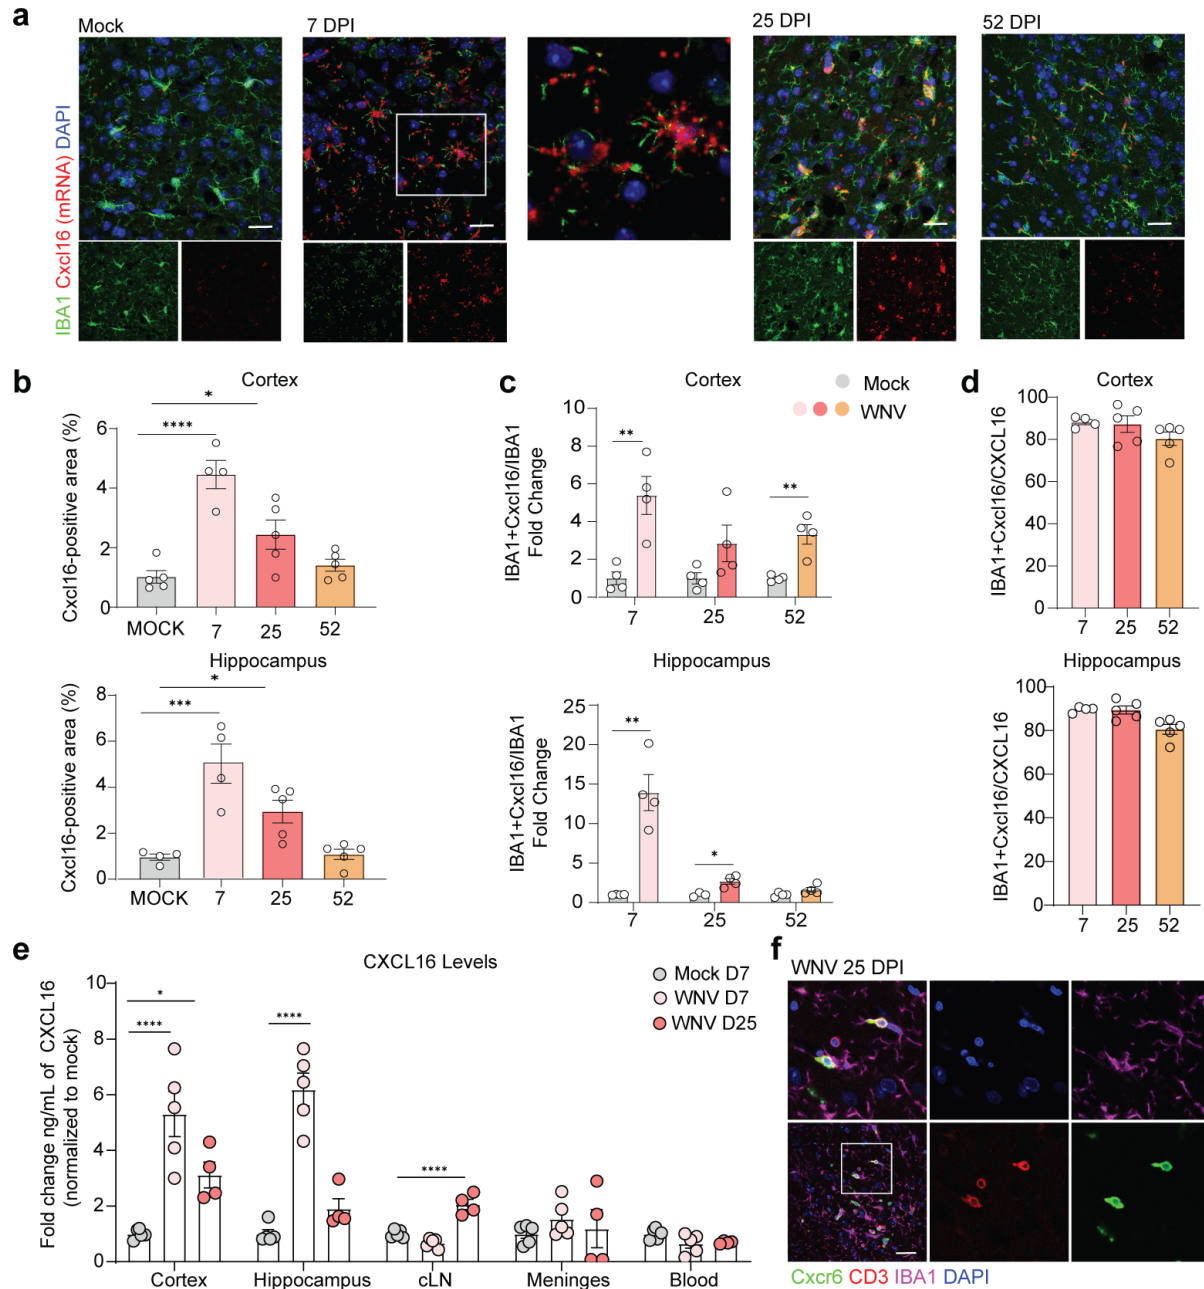 a
Mock
7 DPI
25 DPI
52 DPI
IBA1 Cxcl16 (mRNA) DAPI
b
Cortex
Cxcl16-positive area (%)
6
4
2
0
*
****
MOCK
7
25
52
Hippocampus
Cxcl16-positive area (%)
8
6
4
2
0
*
***
MOCK
7
25
52
c
Cortex
Mock
WNV
IBA1+Cxcl16/IBA1
Fold Change
10
8
6
4
2
0
**
**
7
25
52
Hippocampus
IBA1+Cxcl16/IBA1
Fold Change
25
20
15
10
5
0
**
*
7
25
52
d
Cortex
IBA1+Cxcl16/CXCL16
100
80
60
40
20
0
7
25
52
Hippocampus
IBA1+Cxcl16/CXCL16
100
80
60
40
20
0
7
25
52
e
CXCL16 Levels
Mock D7
WNV D7
WNV D25
Fold change ng/mL of CXCL16
(normalized to mock)
10
8
6
4
2
0
*
****
****
****
Cortex
Hippocampus
cLN
Meninges
Blood
f
WNV 25 DPI
Cxcr6 CD3 IBA1 DAPI